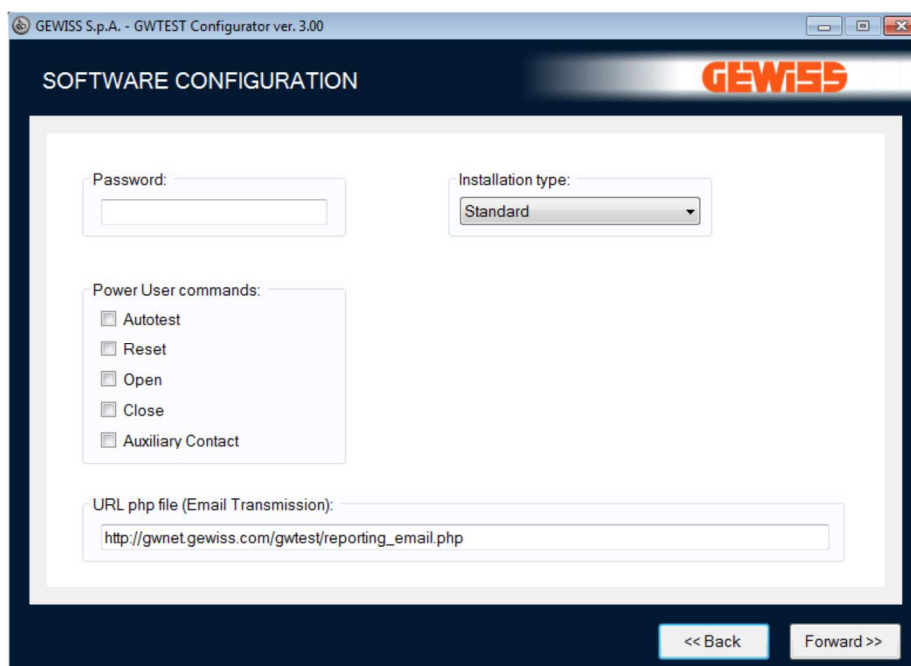 GEWISS S.p.A. - GWTEST Configurator ver. 3.00
SOFTWARE CONFIGURATION
GEWiSS
Password:
Installation type:
Standard
Power User commands:
Autotest
Reset
Open
Close
Auxiliary Contact
URL php file (Email Transmission):
http://gwnet.gewiss.com/gwtest/reporting_email.php
<< Back
Forward >>